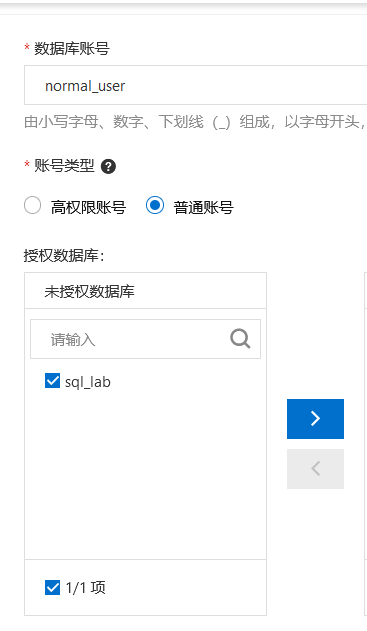 * 数据库账号
normal_user
由小写字母、数字、下划线（_）组成，以字母开头，
* 账号类型 ?
高权限账号 普通账号
授权数据库：
未授权数据库
请输入
sql_lab
1/1 项